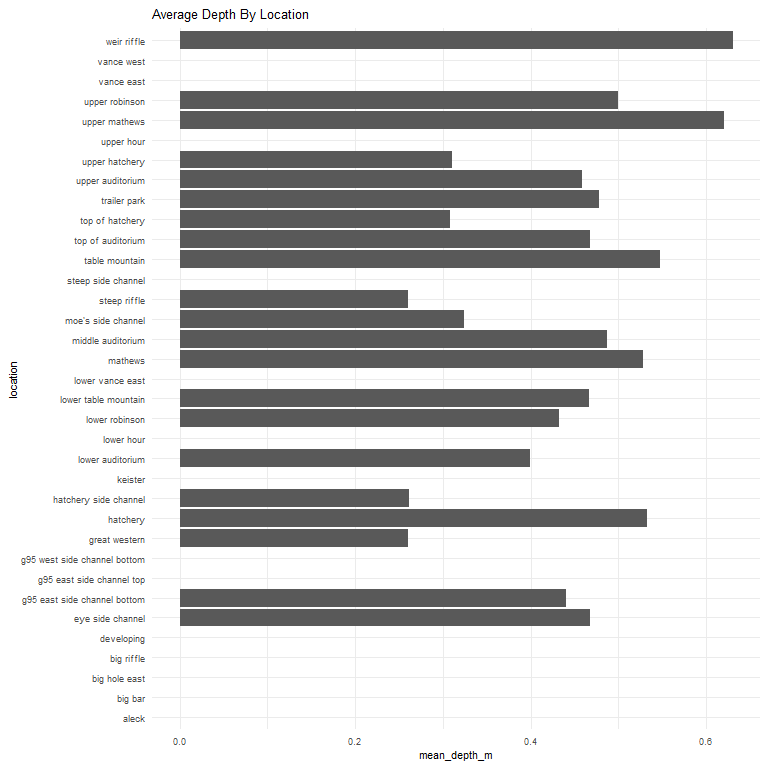 Average Depth By Location
weir riffle
vance west
vance east
upper robinson
upper mathews
upper hour
upper hatchery
upper auditorium
trailer park
top of hatchery
top of auditorium
table mountain
steep side channel
steep riffle
moe's side channel
middle auditorium
mathews
lower vance east
lower table mountain
lower robinson
lower hour
lower auditorium
keister
hatchery side channel
hatchery
great western
g95 west side channel bottom
g95 east side channel top
g95 east side channel bottom
eye side channel
developing
big riffle
big hole east
big bar
aleck
location
0.0 0.2 0.4 0.6
mean_depth_m